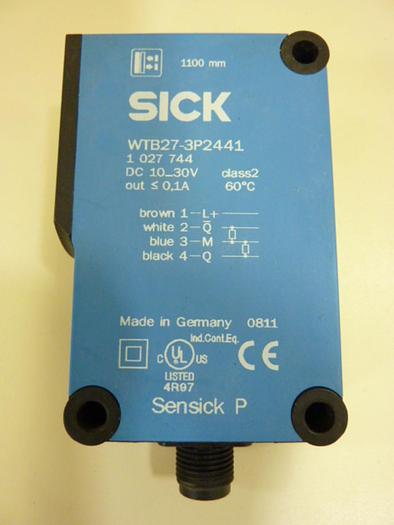 1100 mm
SICK
WTB27-3P2441
1 027 744
DC 10...30V class2
out ≤ 0,1A 60°C
brown 1 L+
white 2 Q̅
blue 3 M
black 4 Q
Made in Germany 0811
Ind.Cont.Eq.
C UL US CE
LISTED
4R97
Sensick P